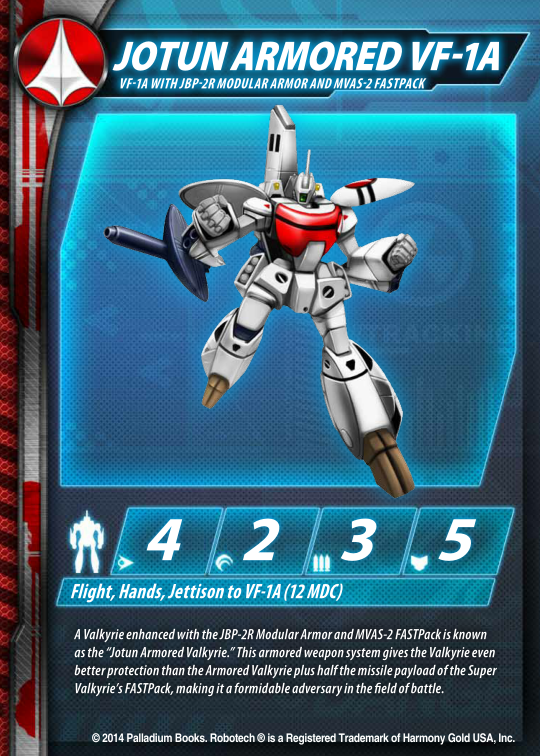 JOTUN ARMORED VF-1A
VF-1A WITH JBP-2R MODULAR ARMOR AND MVAS-2 FASTPACK
4 2 3 5
Flight, Hands, Jettison to VF-1A (12 MDC)
A Valkyrie enhanced with the JBP-2R Modular Armor and MVAS-2 FASTPack is known
as the "Jotun Armored Valkyrie." This armored weapon system gives the Valkyrie even
better protection than the Armored Valkyrie plus half the missile payload of the Super
Valkyrie's FASTPack, making it a formidable adversary in the field of battle.
© 2014 Palladium Books. Robotech ® is a Registered Trademark of Harmony Gold USA, Inc.